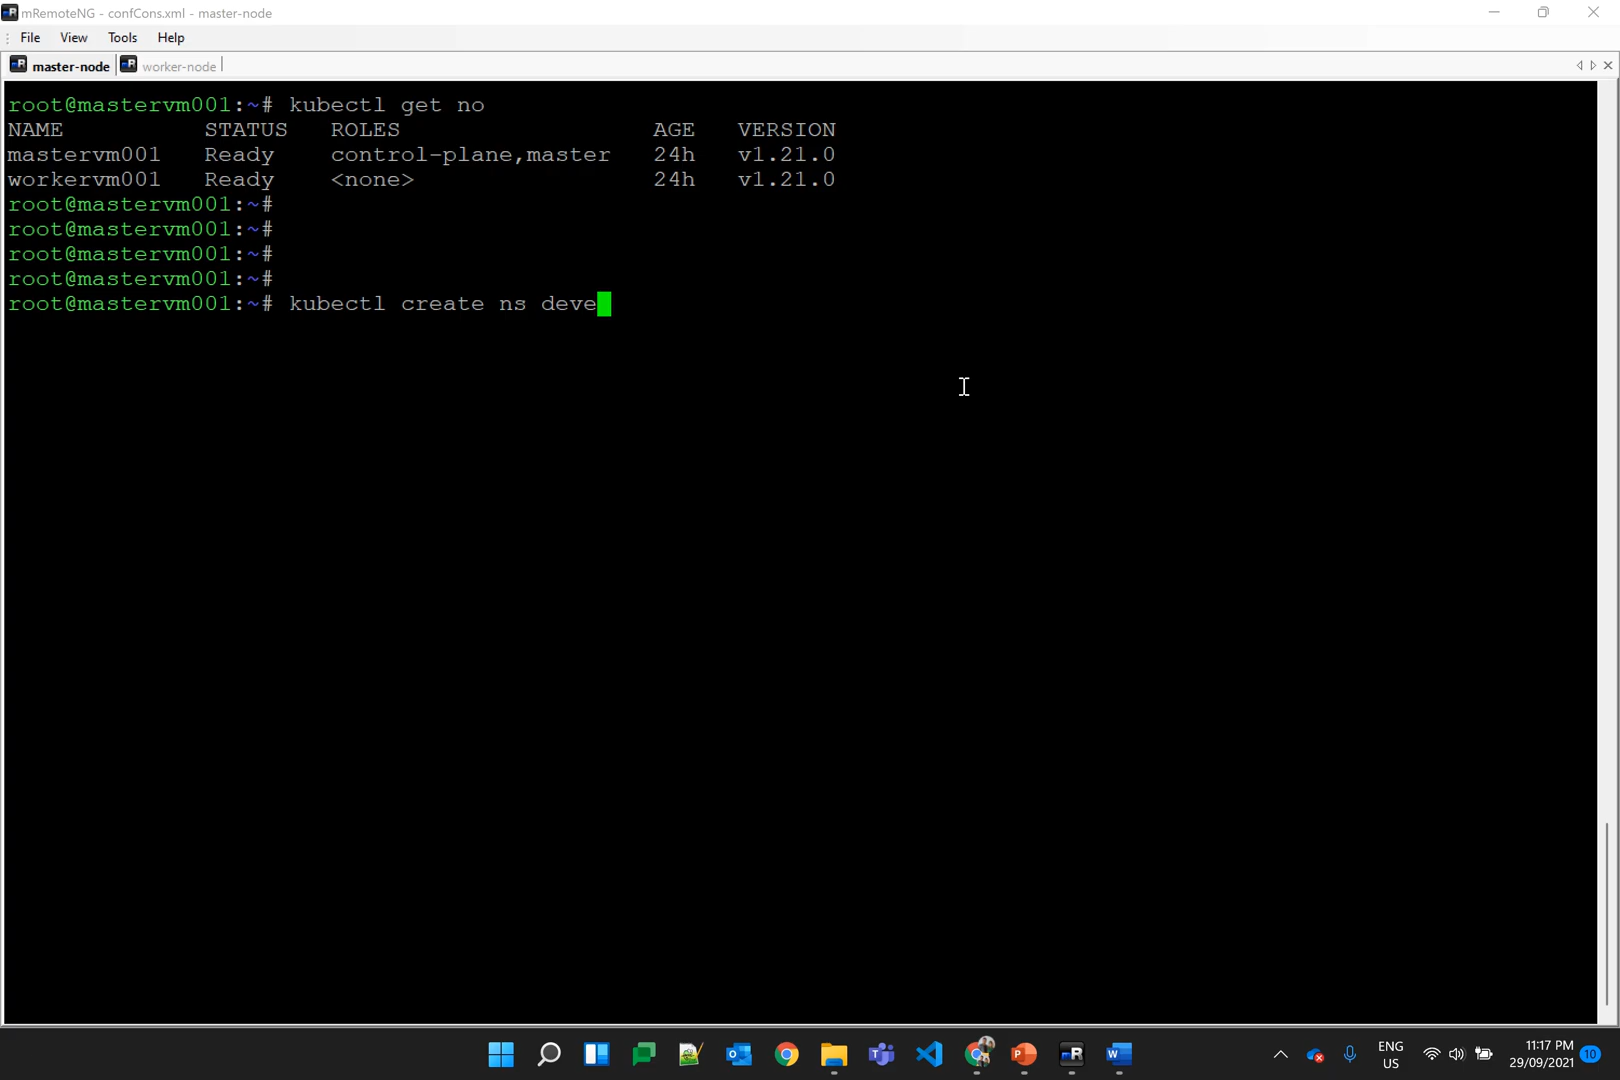 mRemoteNG - confCons.xml - master-node
File View Tools Help
master-node worker-node
root@mastervm001:~# kubectl get no
NAME STATUS ROLES AGE VERSION
mastervm001 Ready control-plane,master 24h v1.21.0
workervm001 Ready <none> 24h v1.21.0
root@mastervm001:~#
root@mastervm001:~#
root@mastervm001:~#
root@mastervm001:~#
root@mastervm001:~# kubectl create ns deve
ENG
US
11:17 PM
29/09/2021
10